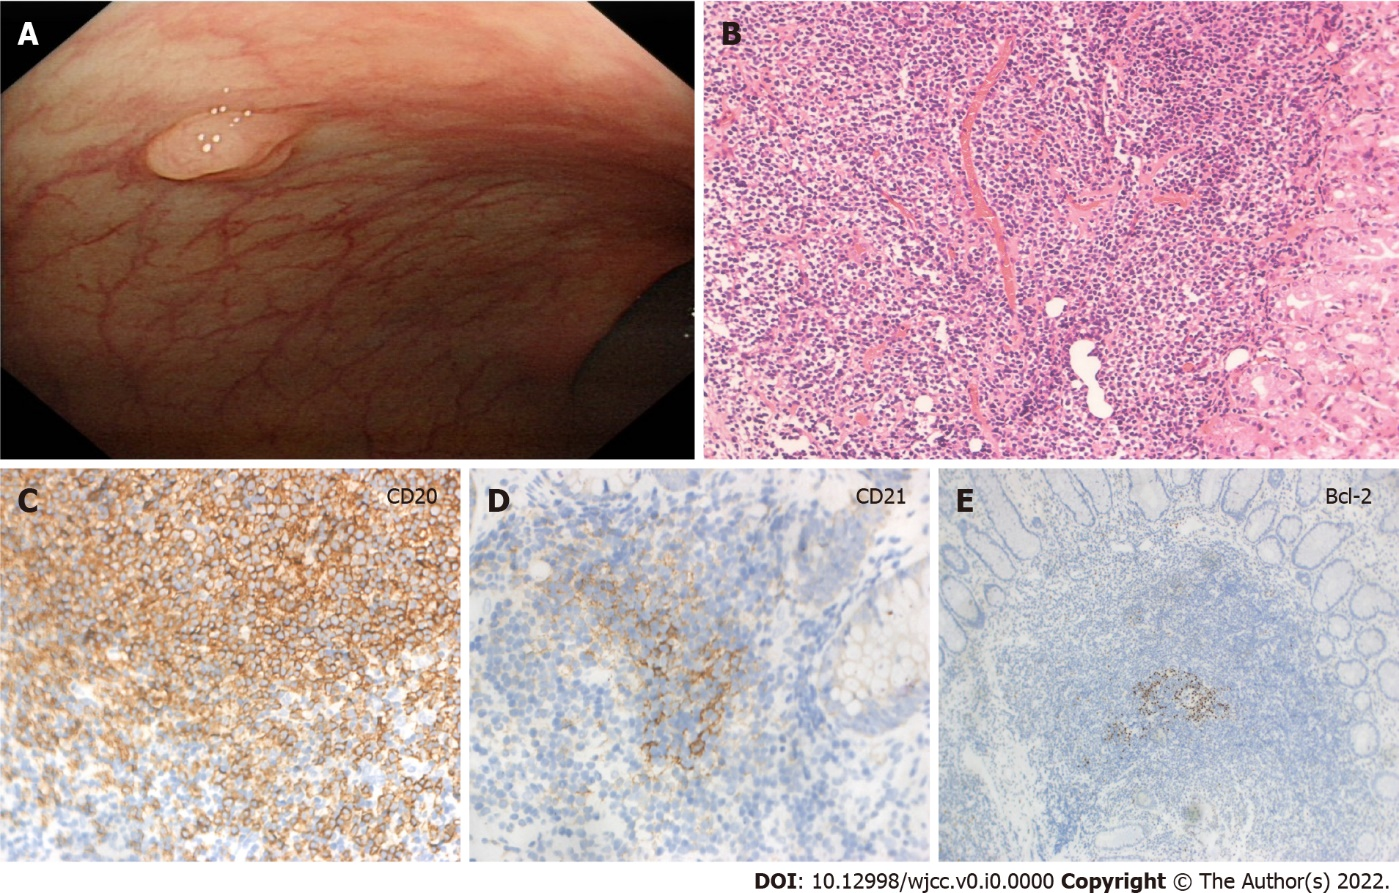 A
B
C
CD20
D
CD21
E
Bcl-2
DOI: 10.12998/wjcc.v0.i0.0000 Copyright © The Author(s) 2022.